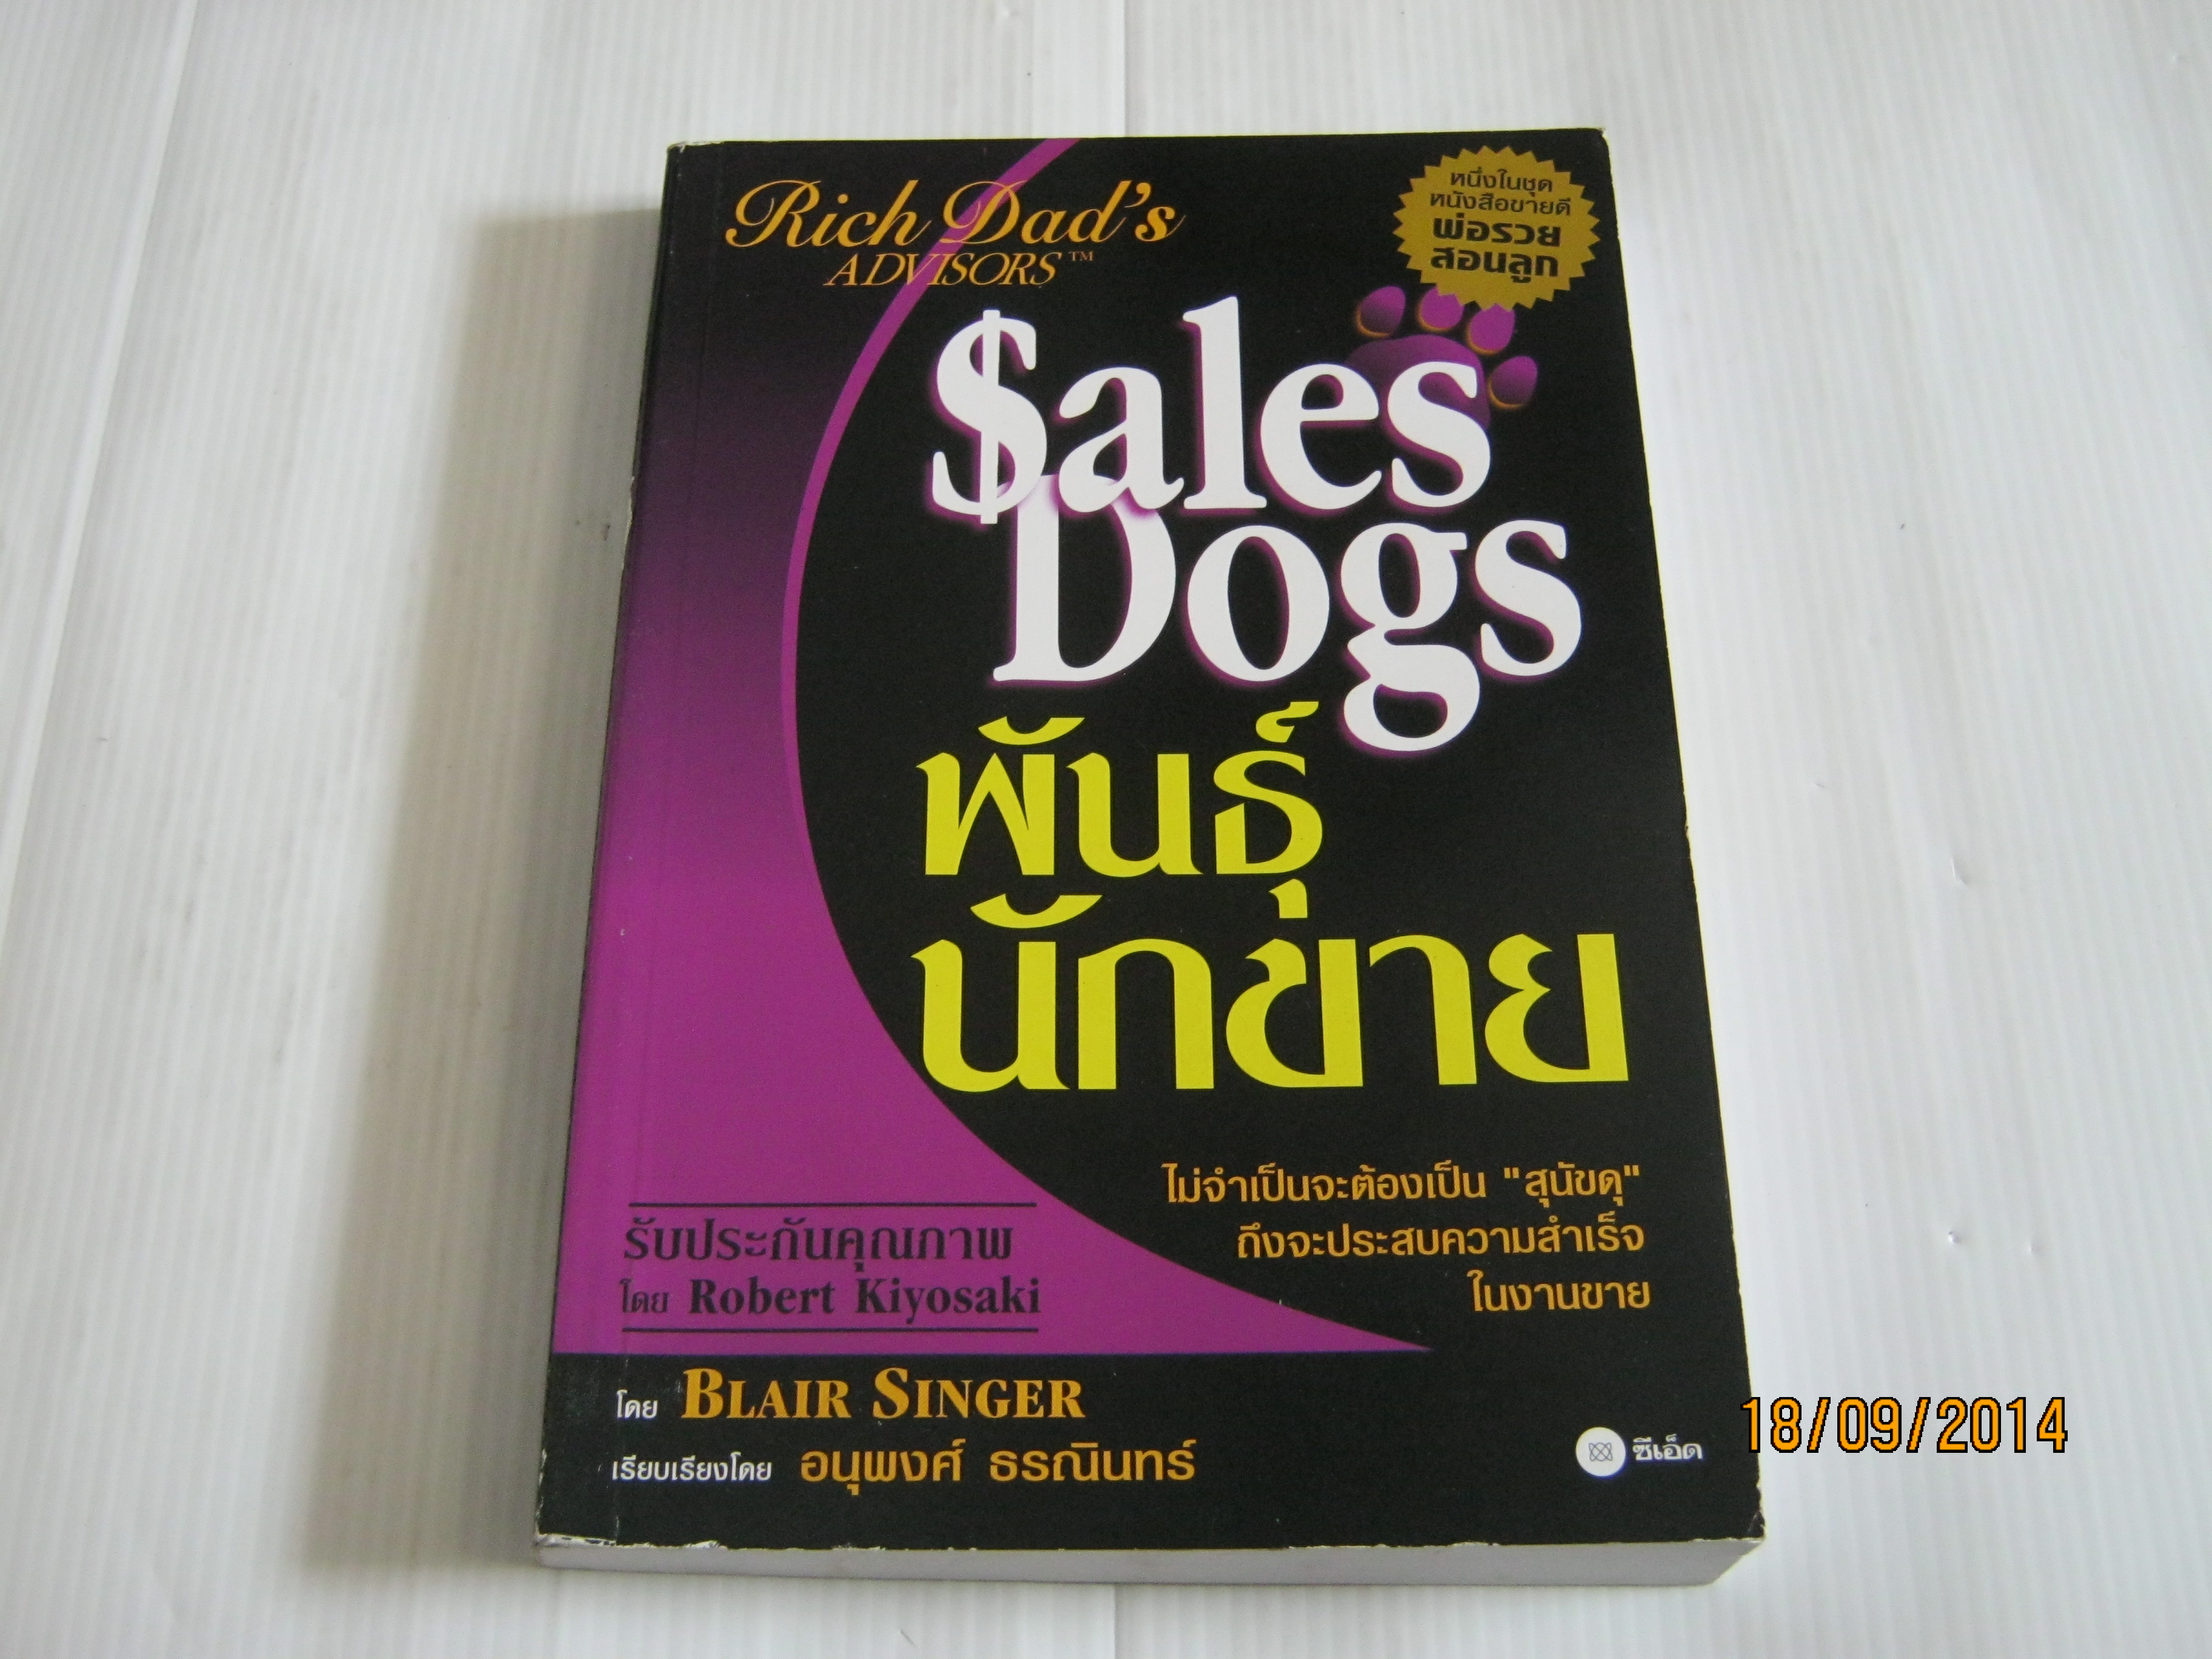 Rich Dad's
ADVISORS™
หนึ่งในชุด
หนังสือขายดี
พ่อรวย
สอนลูก
$ales
Dogs
พันธุ์
นักขาย
ไม่จำเป็นจะต้องเป็น "สุนัขดุ"
ถึงจะประสบความสำเร็จ
ในงานขาย
รับประกันคุณภาพ
โดย Robert Kiyosaki
โดย BLAIR SINGER
เรียบเรียงโดย อนุพงศ์ ธรณินทร์
ซีเอ็ด
18/09/2014